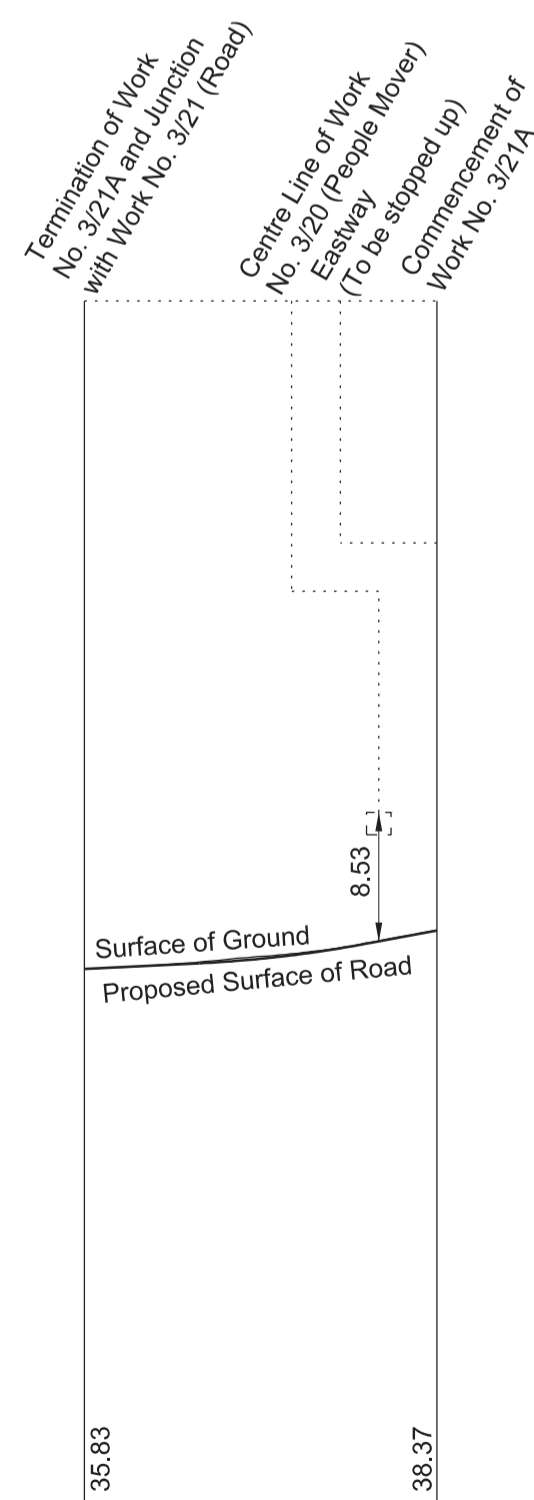 Termination of Work
No. 3/21A and Junction
with Work No. 3/21 (Road)
Centre Line of Work
No. 3/20 (People Mover)
Eastway
(To be stopped up)
Commencement of
Work No. 3/21A
8.53
Surface of Ground
Proposed Surface of Road
35.83
38.37